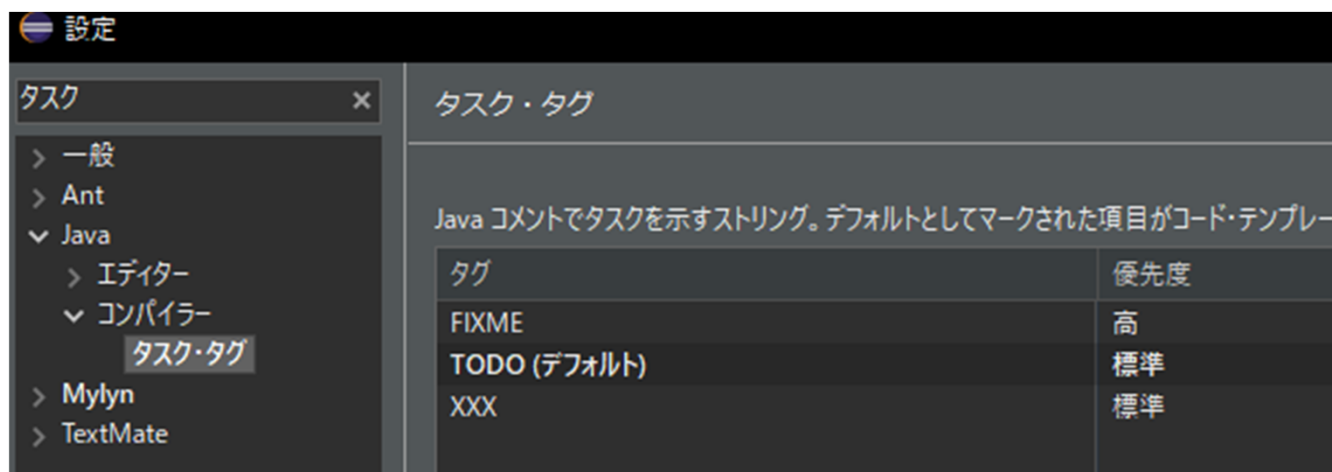 設定
タスク
一般
Ant
Java
エディター
コンパイラー
タスク・タグ
Mylyn
TextMate
タスク・タグ
Java コメントでタスクを示すストリング。デフォルトとしてマークされた項目がコード・テンプレー
タグ 優先度
FIXME 高
TODO (デフォルト) 標準
XXX 標準